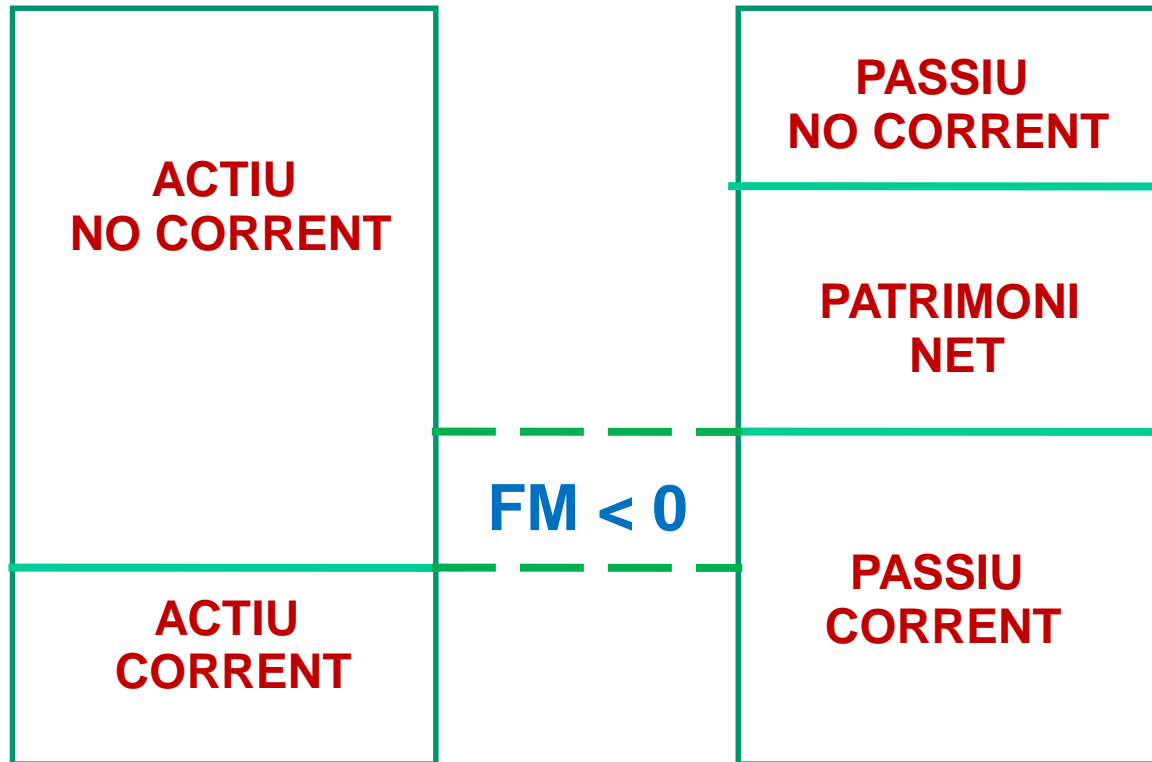 ACTIU
NO CORRENT
ACTIU
CORRENT
FM < 0
PASSIU
NO CORRENT
PATRIMONI
NET
PASSIU
CORRENT